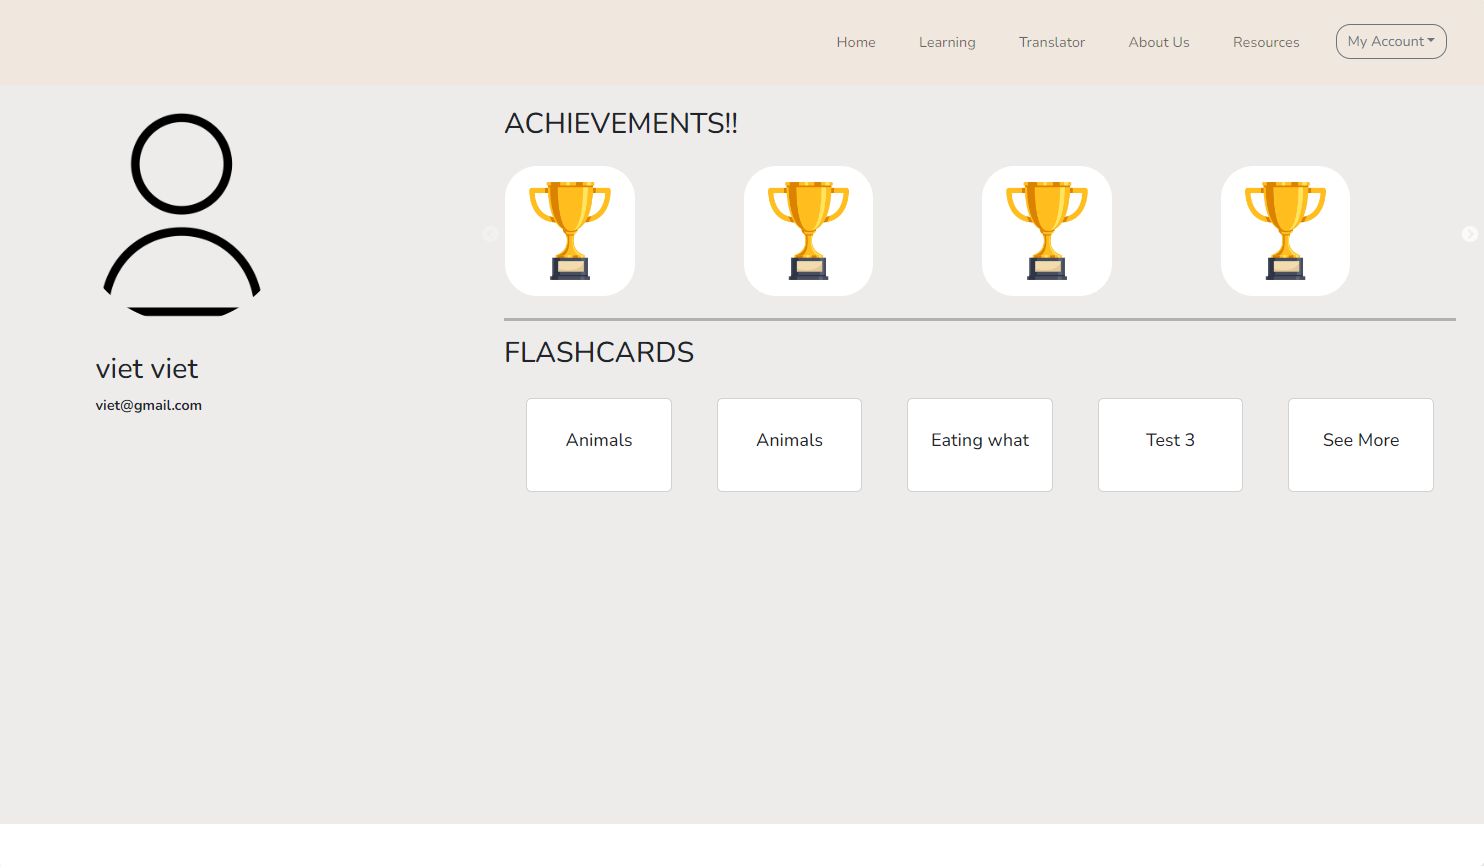 Home Learning Translator About Us Resources My Account
ACHIEVEMENTS!!
viet viet
viet@gmail.com
FLASHCARDS
Animals Animals Eating what Test 3 See More